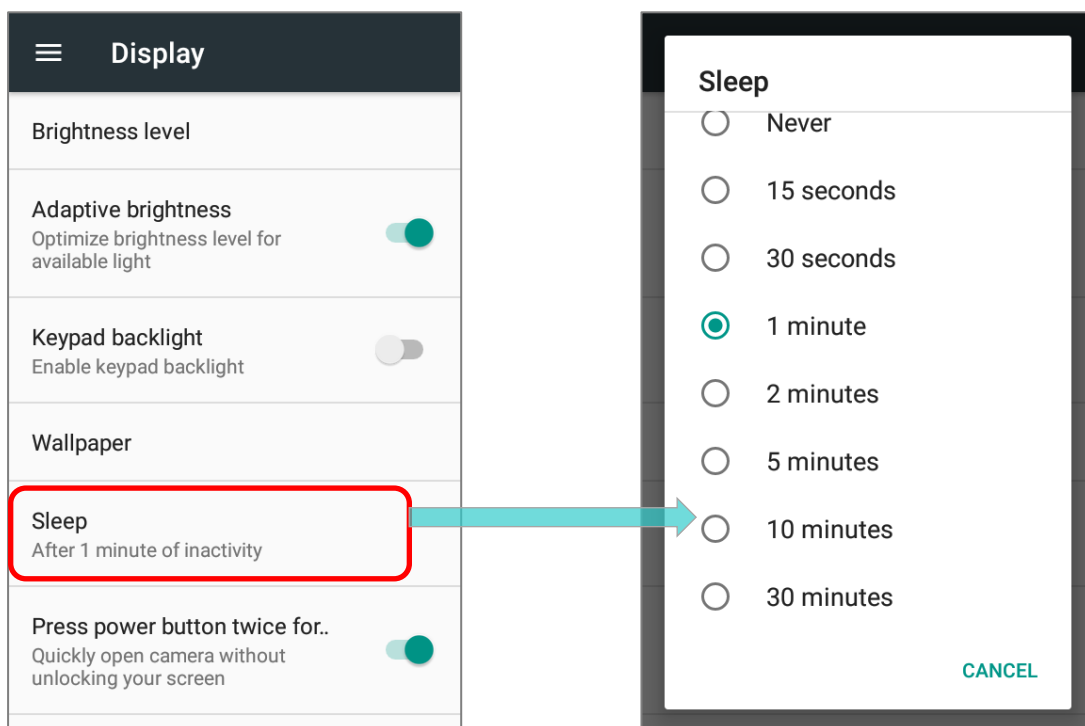 Display
Brightness level
Adaptive brightness
Optimize brightness level for
available light
Keypad backlight
Enable keypad backlight
Wallpaper
Sleep
After 1 minute of inactivity
Press power button twice for..
Quickly open camera without
unlocking your screen
Sleep
Never
15 seconds
30 seconds
1 minute
2 minutes
5 minutes
10 minutes
30 minutes
CANCEL